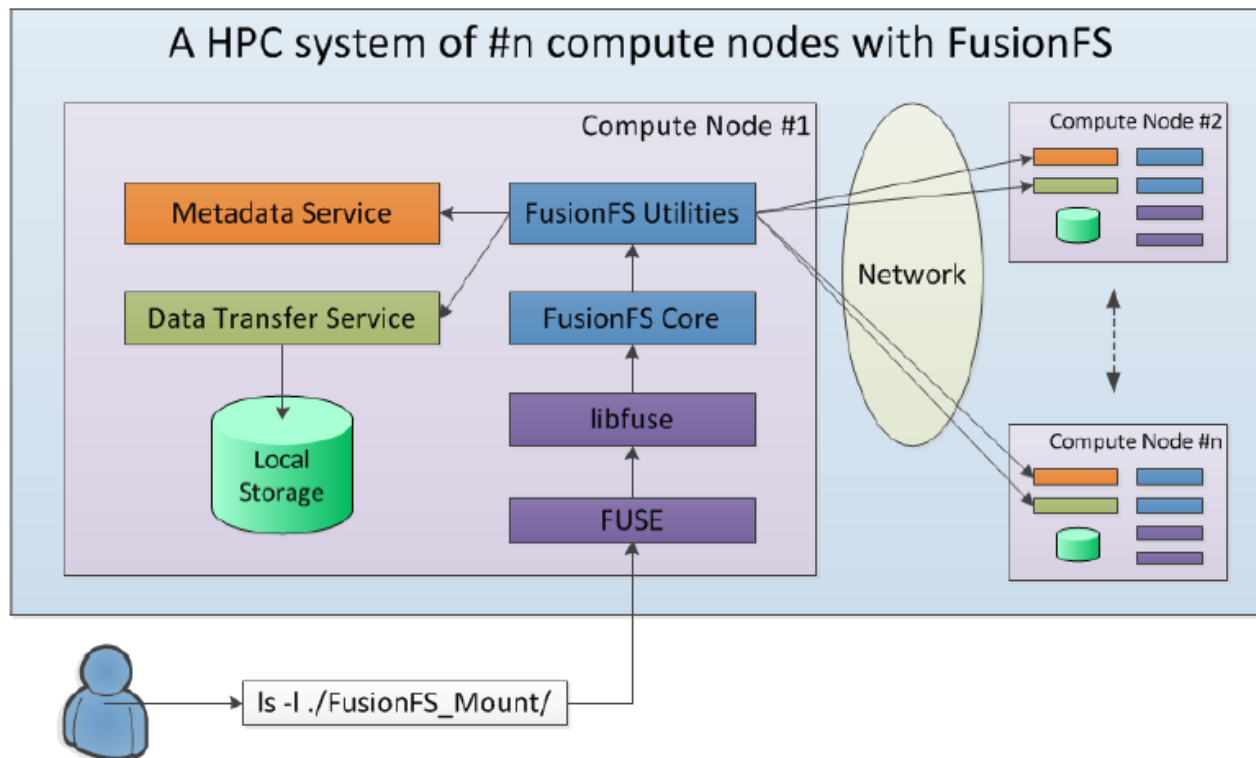 A HPC system of #n compute nodes with FusionFS
Compute Node #1
Metadata Service
FusionFS Utilities
Data Transfer Service
FusionFS Core
Local
Storage
libfuse
FUSE
Network
Compute Node #2
Compute Node #n
ls -l ./FusionFS_Mount/